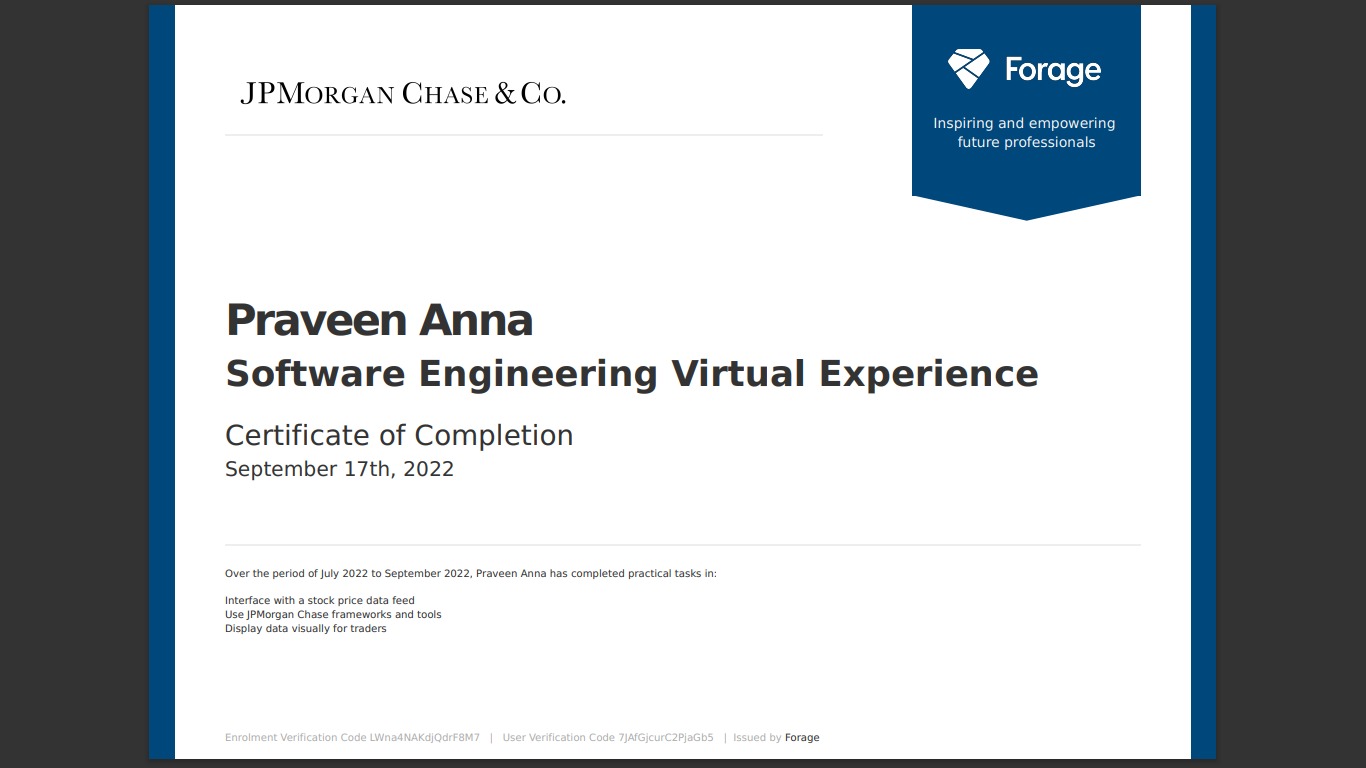 JPMORGAN CHASE & CO.
Forage
Inspiring and empowering
future professionals
Praveen Anna
Software Engineering Virtual Experience
Certificate of Completion
September 17th, 2022
Over the period of July 2022 to September 2022, Praveen Anna has completed practical tasks in:
Interface with a stock price data feed
Use JPMorgan Chase frameworks and tools
Display data visually for traders
Enrolment Verification Code LWna4NAKdjQdrF8M7 | User Verification Code 7JAfGjcurC2PjaGb5 | Issued by Forage